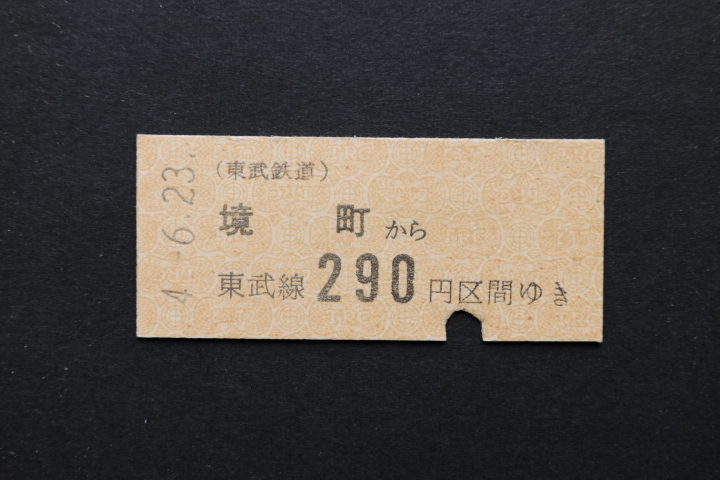 4.-6.23.
(東武鉄道)
境町から
東武線290円区間ゆき